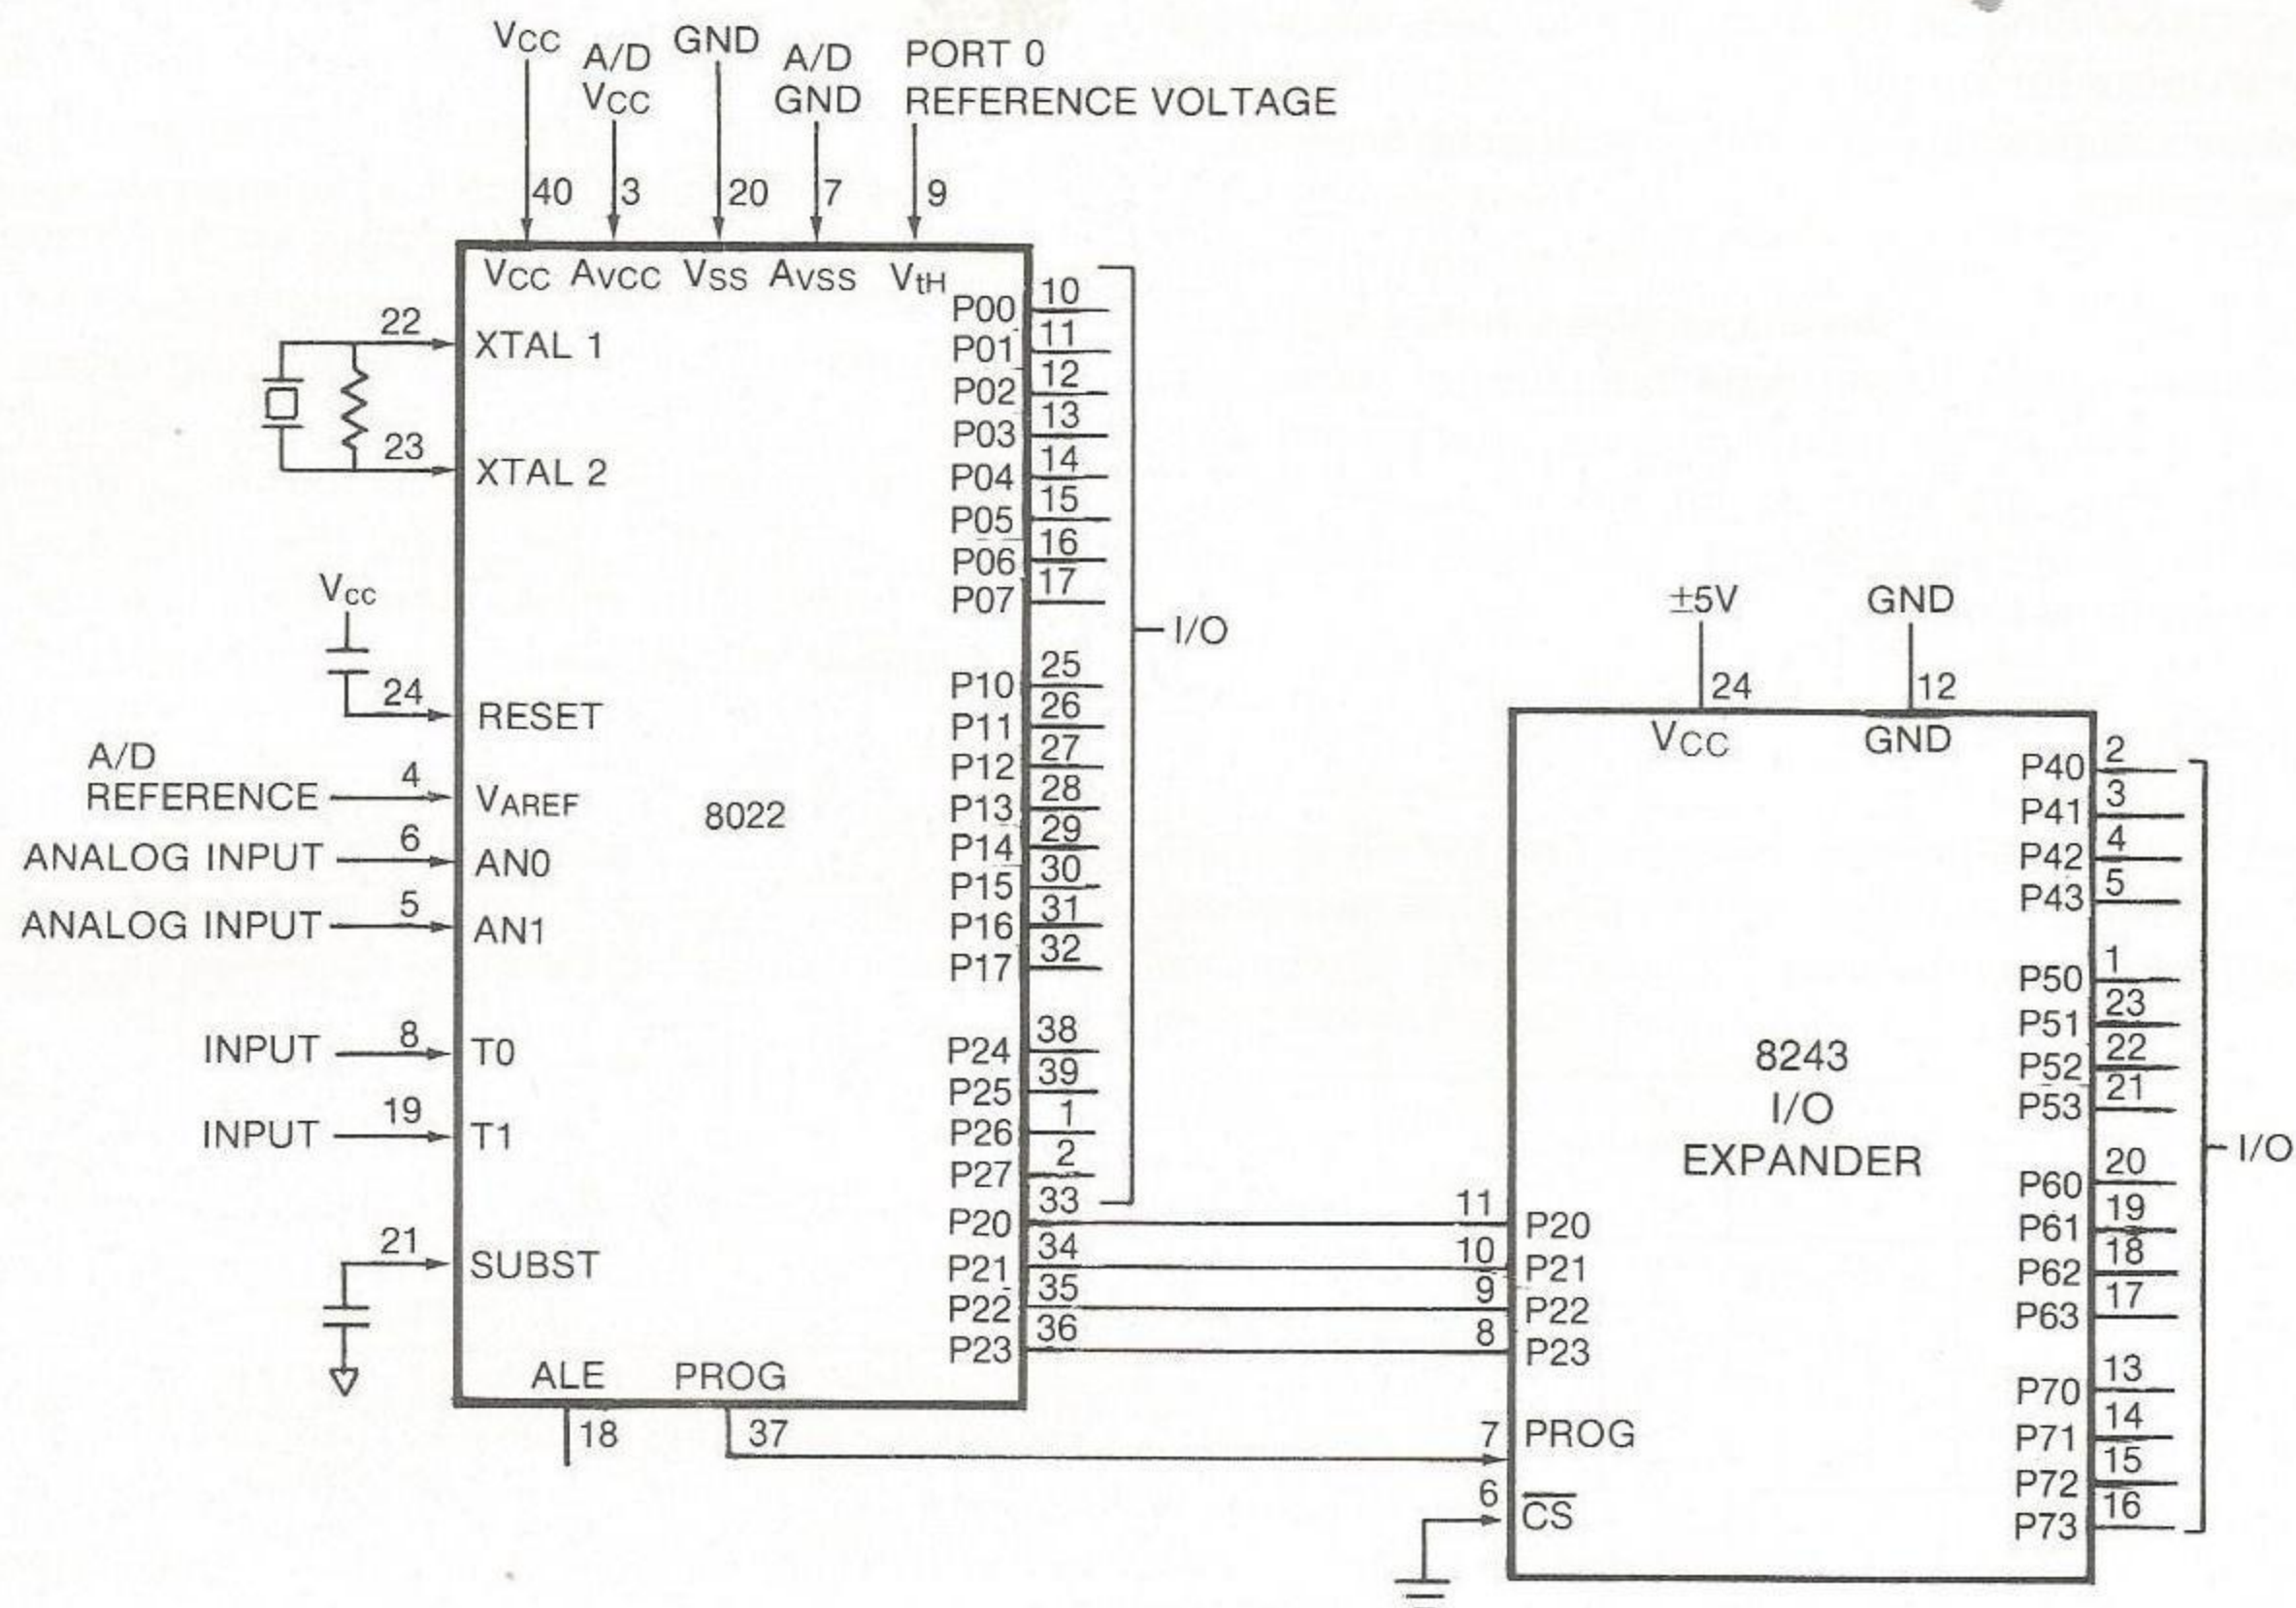 VCC
A/D
VCC
GND
A/D
GND
PORT 0
REFERENCE VOLTAGE
40
3
20
7
9
VCC AVCC VSS AVSS VtH
22
XTAL 1
23
XTAL 2
VCC
24
RESET
A/D
REFERENCE
4
VAREF
ANALOG INPUT
6
AN0
ANALOG INPUT
5
AN1
INPUT
8
T0
INPUT
19
T1
21
SUBST
8022
ALE
18
PROG
37
P00 10
P01 11
P02 12
P03 13
P04 14
P05 15
P06 16
P07 17
I/O
P10 25
P11 26
P12 27
P13 28
P14 29
P15 30
P16 31
P17 32
P24 38
P25 39
P26 1
P27 2
P20 33
P21 34
P22 35
P23 36
±5V
24
VCC
GND
12
GND
8243
I/O
EXPANDER
11 P20
10 P21
9 P22
8 P23
7 PROG
6 CS
P40 2
P41 3
P42 4
P43 5
P50 1
P51 23
P52 22
P53 21
P60 20
P61 19
P62 18
P63 17
P70 13
P71 14
P72 15
P73 16
I/O